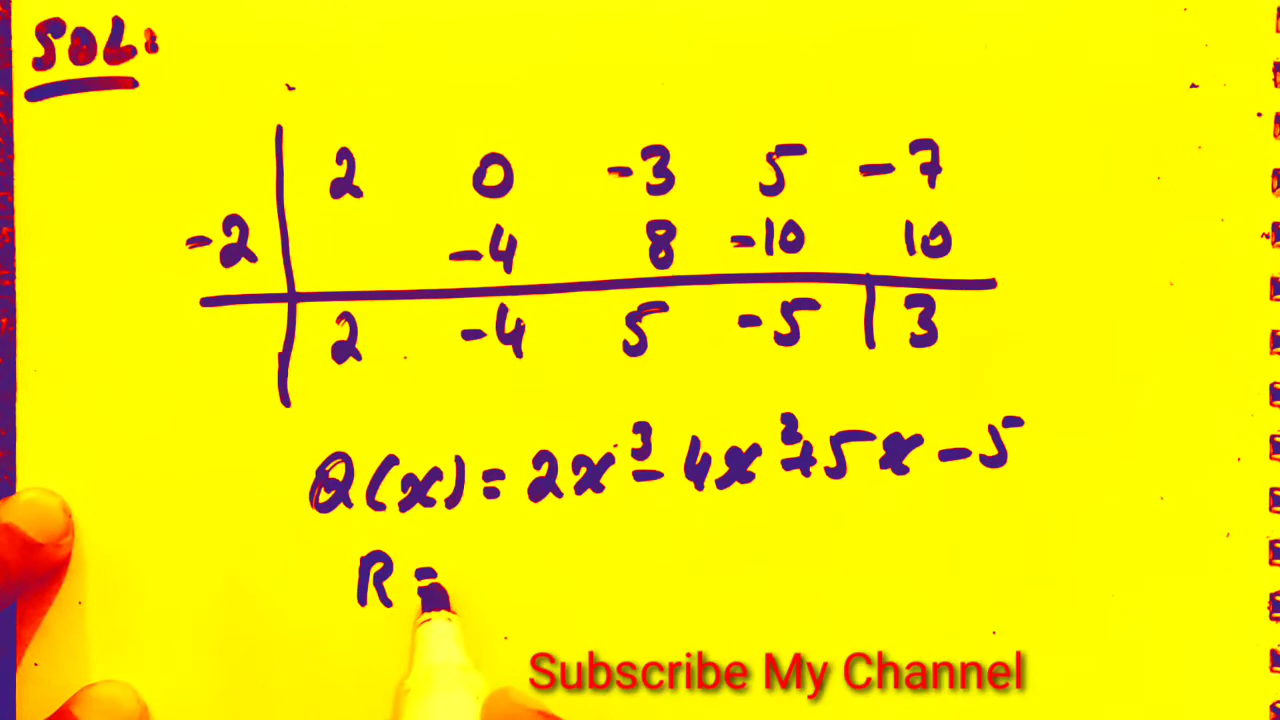 SOL:
2 0 -3 5 -7
-2 -4 8 -10 10
2 -4 5 -5 3
Q(x) = 2x³ - 4x² + 5x - 5
R =
Subscribe My Channel